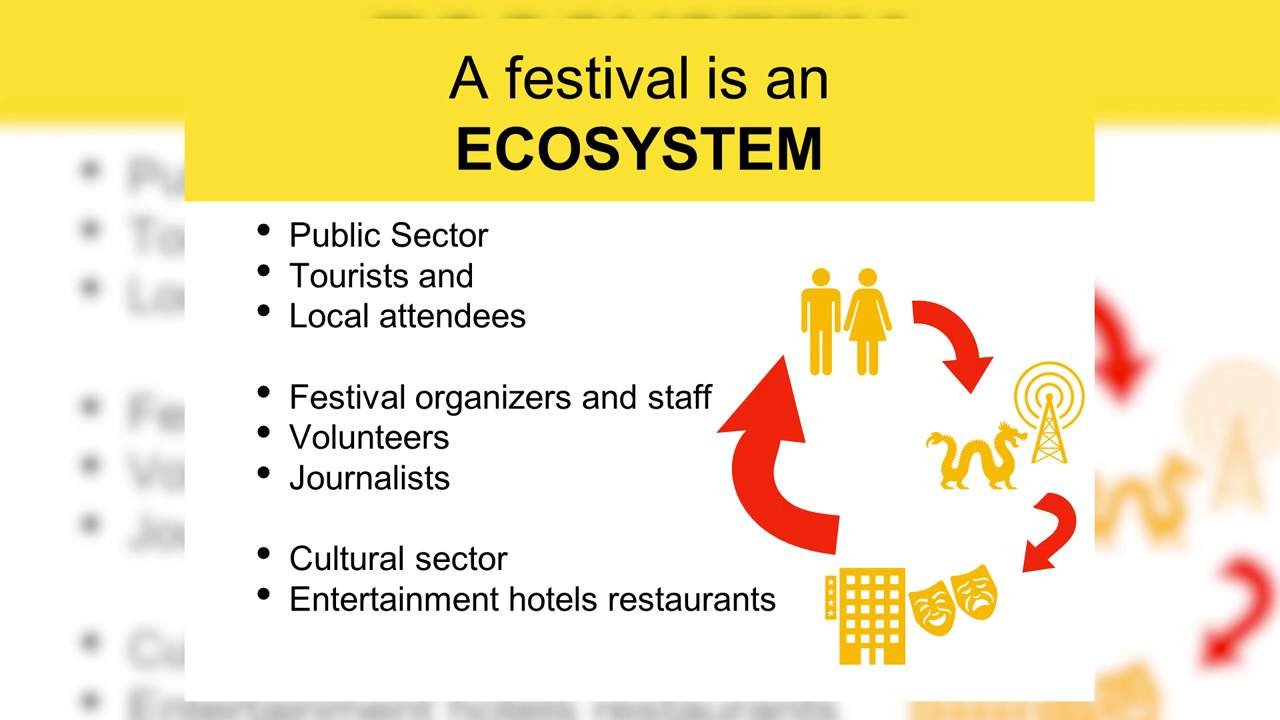 A festival is an
ECOSYSTEM
• Public Sector
• Tourists and
• Local attendees
• Festival organizers and staff
• Volunteers
• Journalists
• Cultural sector
• Entertainment hotels restaurants